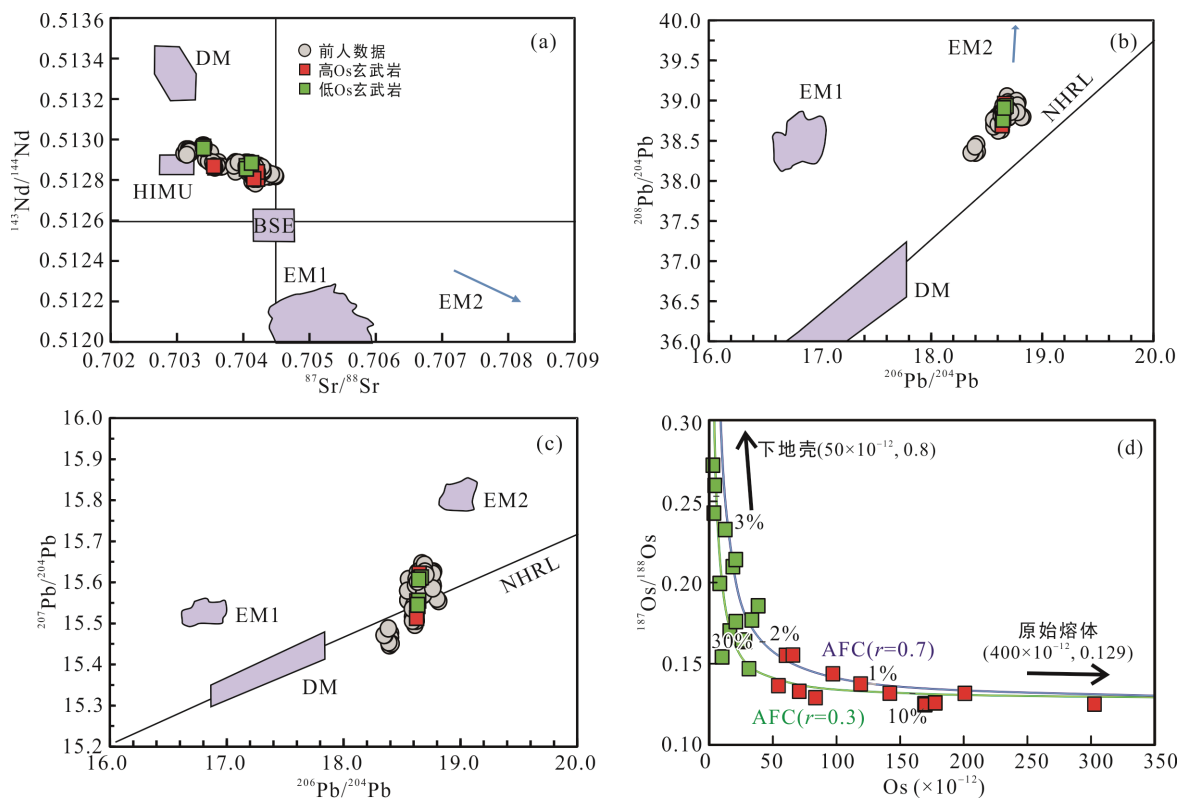 (a)
0.5136
0.5134
0.5132
0.5130
0.5128
0.5126
0.5124
0.5122
0.5120
¹⁴³Nd/¹⁴⁴Nd
DM
前人数据
高Os玄武岩
低Os玄武岩
HIMU
BSE
EM1
EM2
0.702 0.703 0.704 0.705 0.706 0.707 0.708 0.709
⁸⁷Sr/⁸⁸Sr
(b)
40.0
39.5
39.0
38.5
38.0
37.0
36.5
36.0
²⁰⁸Pb/²⁰⁴Pb
EM2
EM1
NHRL
DM
16.0 17.0 18.0 19.0 20.0
²⁰⁶Pb/²⁰⁴Pb
(c)
16.0
15.8
15.7
15.6
15.5
15.4
15.3
15.2
²⁰⁷Pb/²⁰⁴Pb
EM2
NHRL
EM1
DM
16.0 17.0 18.0 19.0 20.0
²⁰⁶Pb/²⁰⁴Pb
(d)
0.30
0.25
0.20
0.15
0.10
¹⁸⁷Os/¹⁸⁸Os
下地壳(50×10⁻¹², 0.8)
3%
30%
2%
AFC(r=0.7)
1%
原始熔体
(400×10⁻¹², 0.129)
AFC(r=0.3)
10%
0 50 100 150 200 250 300 350
Os (×10⁻¹²)